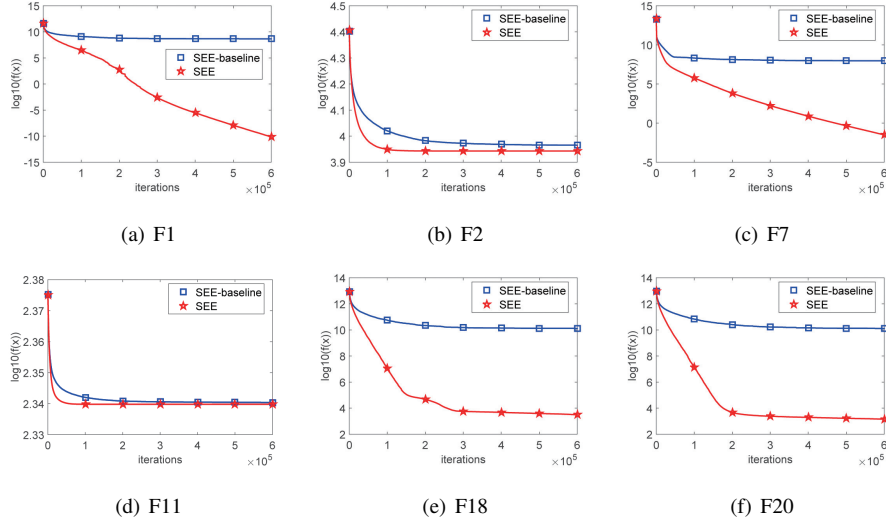 log10(f(x))
15
10
5
0
-5
-10
-15
SEE-baseline
SEE
0 1 2 3 4 5 6
iterations
×10^5
(a) F1
log10(f(x))
4.5
4.4
4.3
4.2
4.1
4
3.9
SEE-baseline
SEE
0 1 2 3 4 5 6
iterations
×10^5
(b) F2
log10(f(x))
15
10
5
0
-5
SEE-baseline
SEE
0 1 2 3 4 5 6
iterations
×10^5
(c) F7
log10(f(x))
2.38
2.37
2.36
2.35
2.34
2.33
SEE-baseline
SEE
0 1 2 3 4 5 6
iterations
×10^5
(d) F11
log10(f(x))
14
12
10
8
6
4
2
SEE-baseline
SEE
0 1 2 3 4 5 6
iterations
×10^5
(e) F18
log10(f(x))
14
12
10
8
6
4
2
SEE-baseline
SEE
0 1 2 3 4 5 6
iterations
×10^5
(f) F20